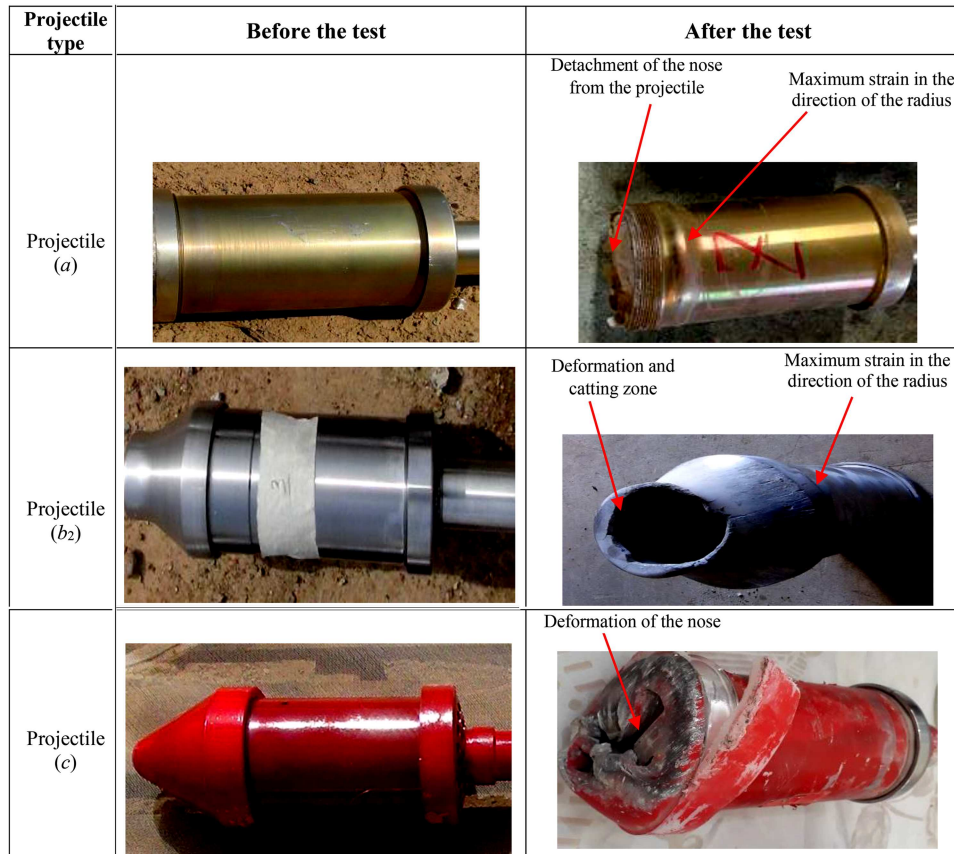 Projectile
type
Before the test
After the test
Projectile
(a)
Detachment of the nose
from the projectile
Maximum strain in the
direction of the radius
Projectile
(b₂)
3
Deformation and
catting zone
Maximum strain in the
direction of the radius
Projectile
(c)
Deformation of the nose